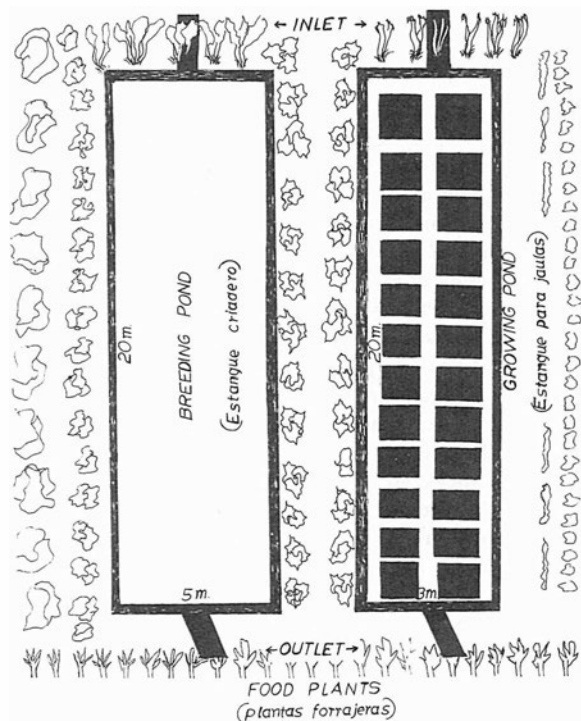 ← INLET →
20 m.
BREEDING POND
(Estanque criadero)
20 m.
GROWING POND
(Estanque para jaulas)
5 m.
3 m.
← OUTLET →
FOOD PLANTS
(plantas forrajeras)